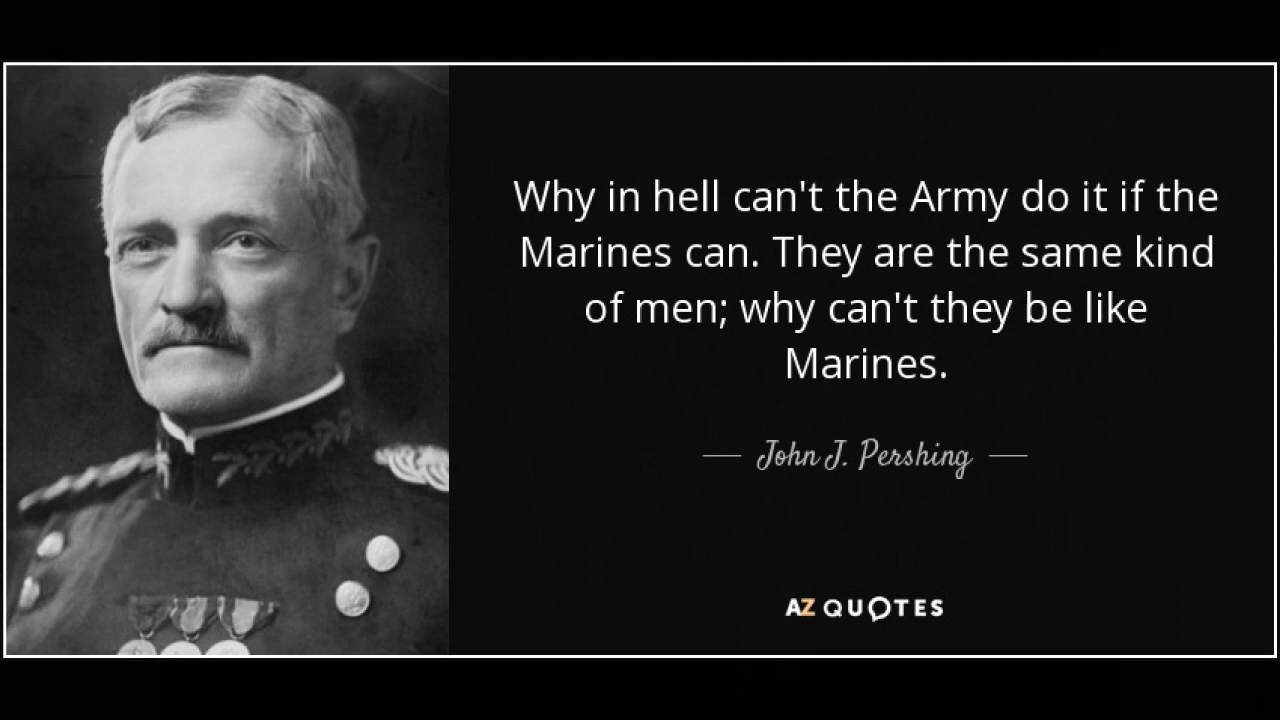 Why in hell can't the Army do it if the
Marines can. They are the same kind
of men; why can't they be like
Marines.
John J. Pershing
AZ QUOTES